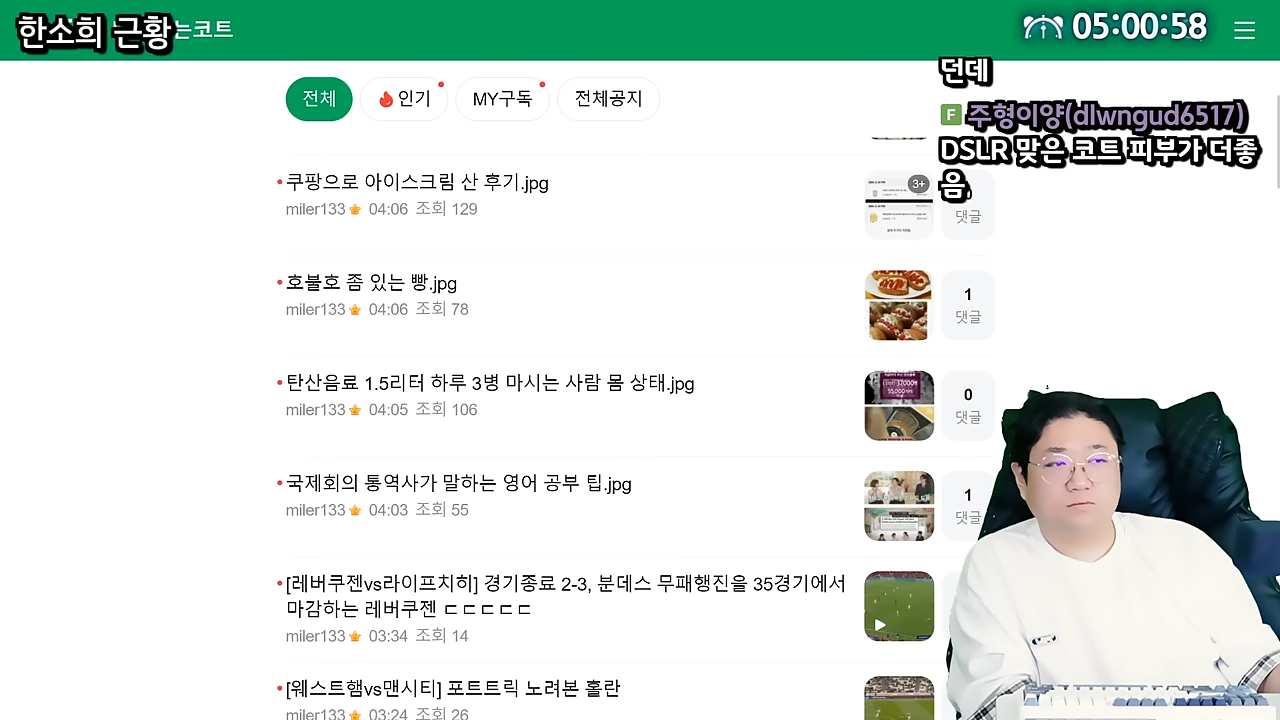 한소희 근황
는코트
05:00:58
던데
전체
인기
MY구독
전체공지
F 주형이양(dlwngud6517)
DSLR 맞은 코트 피부가 더좋
음,
쿠팡으로 아이스크림 산 후기.jpg
miler133 04:06 조회 129
3+
댓글
호불호 좀 있는 빵.jpg
miler133 04:06 조회 78
1
댓글
탄산음료 1.5리터 하루 3병 마시는 사람 몸 상태.jpg
miler133 04:05 조회 106
0
댓글
국제회의 통역사가 말하는 영어 공부 팁.jpg
miler133 04:03 조회 55
1
댓글
[레버쿠젠vs라이프치히] 경기종료 2-3, 분데스 무패행진을 35경기에서
마감하는 레버쿠젠 ㄷㄷㄷㄷㄷ
miler133 03:34 조회 14
[웨스트햄vs맨시티] 포트트릭 노려본 홀란
miler133 03:24 조회 26